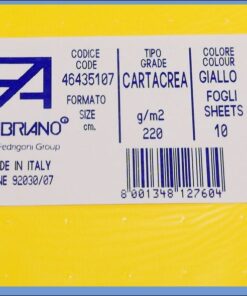 BRIANO®
Fedrigoni Group
DE IN ITALY
NE 92030/07
CODICE
CODE
46435107
FORMATO
SIZE
cm.
TIPO
GRADE
CARTACREA
g/m2
220
COLORE
COLOUR
GIALLO
FOGLI
SHEETS
10
8 001348 127604